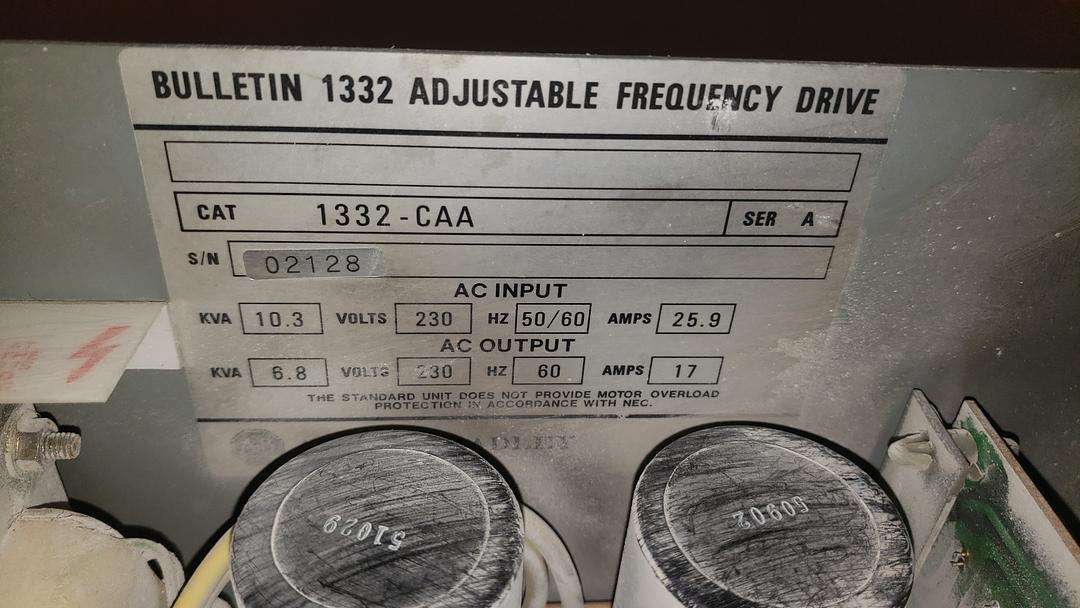 BULLETIN 1332 ADJUSTABLE FREQUENCY DRIVE
CAT 1332-CAA SER A
S/N 02128
AC INPUT
KVA 10.3 VOLTS 230 HZ 50/60 AMPS 25.9
AC OUTPUT
KVA 6.8 VOLTS 230 HZ 60 AMPS 17
THE STANDARD UNIT DOES NOT PROVIDE MOTOR OVERLOAD
PROTECTION IN ACCORDANCE WITH NEC.
51029
50902